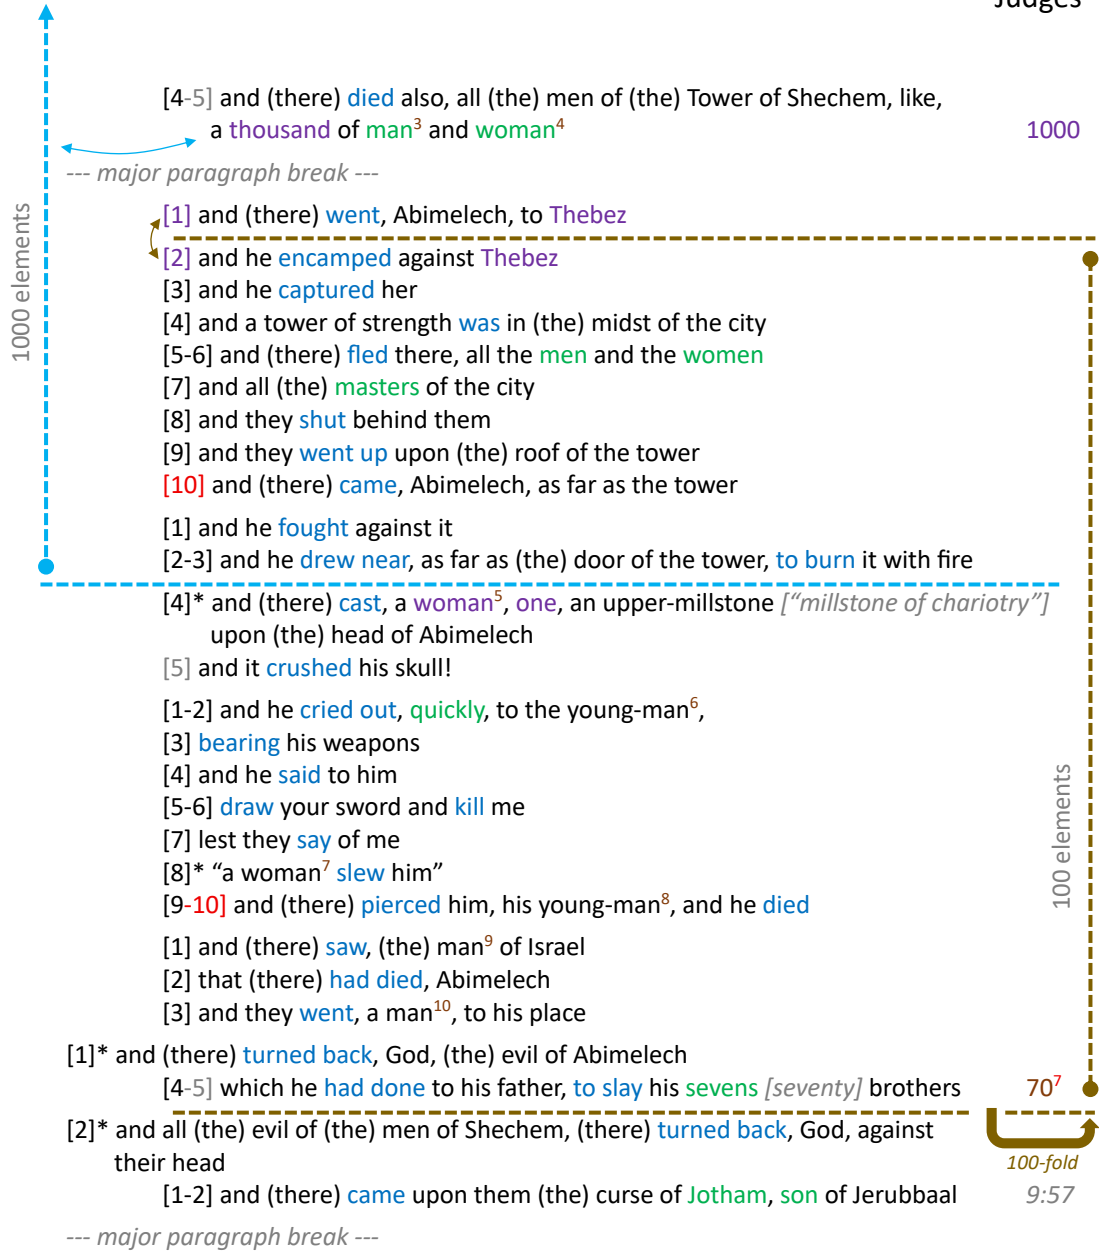 Judges
[4-5] and (there) died also, all (the) men of (the) Tower of Shechem, like,
a thousand of man³ and woman⁴ 1000
--- major paragraph break ---
[1] and (there) went, Abimelech, to Thebez
[2] and he encamped against Thebez
[3] and he captured her
[4] and a tower of strength was in (the) midst of the city
[5-6] and (there) fled there, all the men and the women
[7] and all (the) masters of the city
[8] and they shut behind them
[9] and they went up upon (the) roof of the tower
[10] and (there) came, Abimelech, as far as the tower
[1] and he fought against it
[2-3] and he drew near, as far as (the) door of the tower, to burn it with fire
1000 elements
[4]* and (there) cast, a woman⁵, one, an upper-millstone ["millstone of chariotry"]
upon (the) head of Abimelech
[5] and it crushed his skull!
[1-2] and he cried out, quickly, to the young-man⁶,
[3] bearing his weapons
[4] and he said to him
[5-6] draw your sword and kill me
[7] lest they say of me
[8]* “a woman⁷ slew him”
[9-10] and (there) pierced him, his young-man⁸, and he died
[1] and (there) saw, (the) man⁹ of Israel
[2] that (there) had died, Abimelech
[3] and they went, a man¹⁰, to his place
[1]* and (there) turned back, God, (the) evil of Abimelech
[4-5] which he had done to his father, to slay his sevens [seventy] brothers 70⁷
100 elements
[2]* and all (the) evil of (the) men of Shechem, (there) turned back, God, against
their head
100-fold
[1-2] and (there) came upon them (the) curse of Jotham, son of Jerubbaal 9:57
--- major paragraph break ---